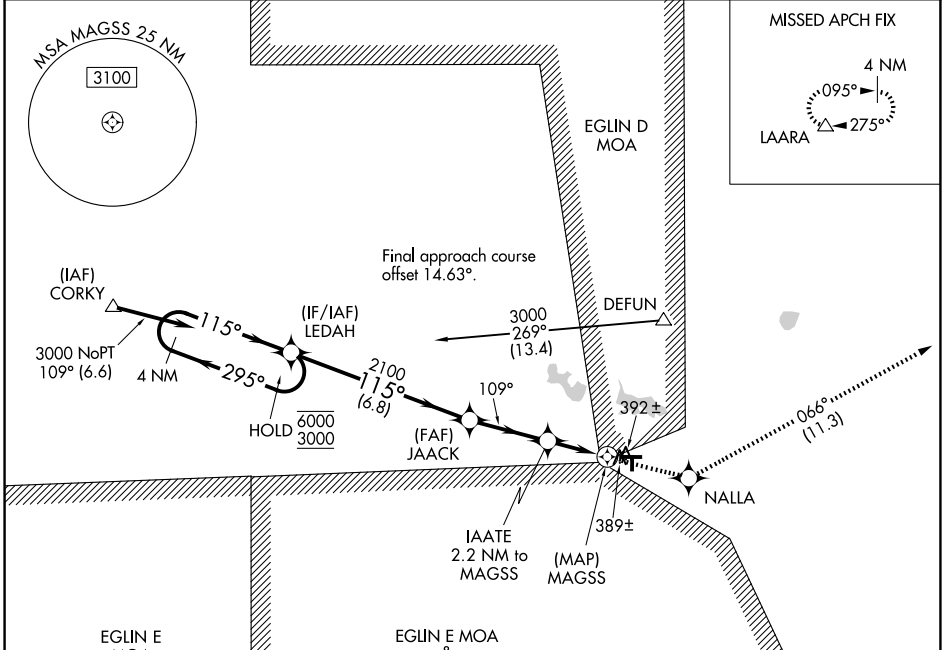 MSA MAGSS 25 NM
3100
MISSED APCH FIX
4 NM
095°
275°
LAARA
EGLIN D
MOA
Final approach course
offset 14.63°.
(IAF)
CORKY
(IF/IAF)
LEDAH
DEFUN
3000
269°
(13.4)
115°
3000 NoPT
109° (6.6)
4 NM
295°
2100
115°
(6.8)
109°
HOLD
6000
3000
392±
066°
(11.3)
(FAF)
JAACK
NALLA
IAATE
2.2 NM to
MAGSS
389±
(MAP)
MAGSS
EGLIN E
EGLIN E MOA